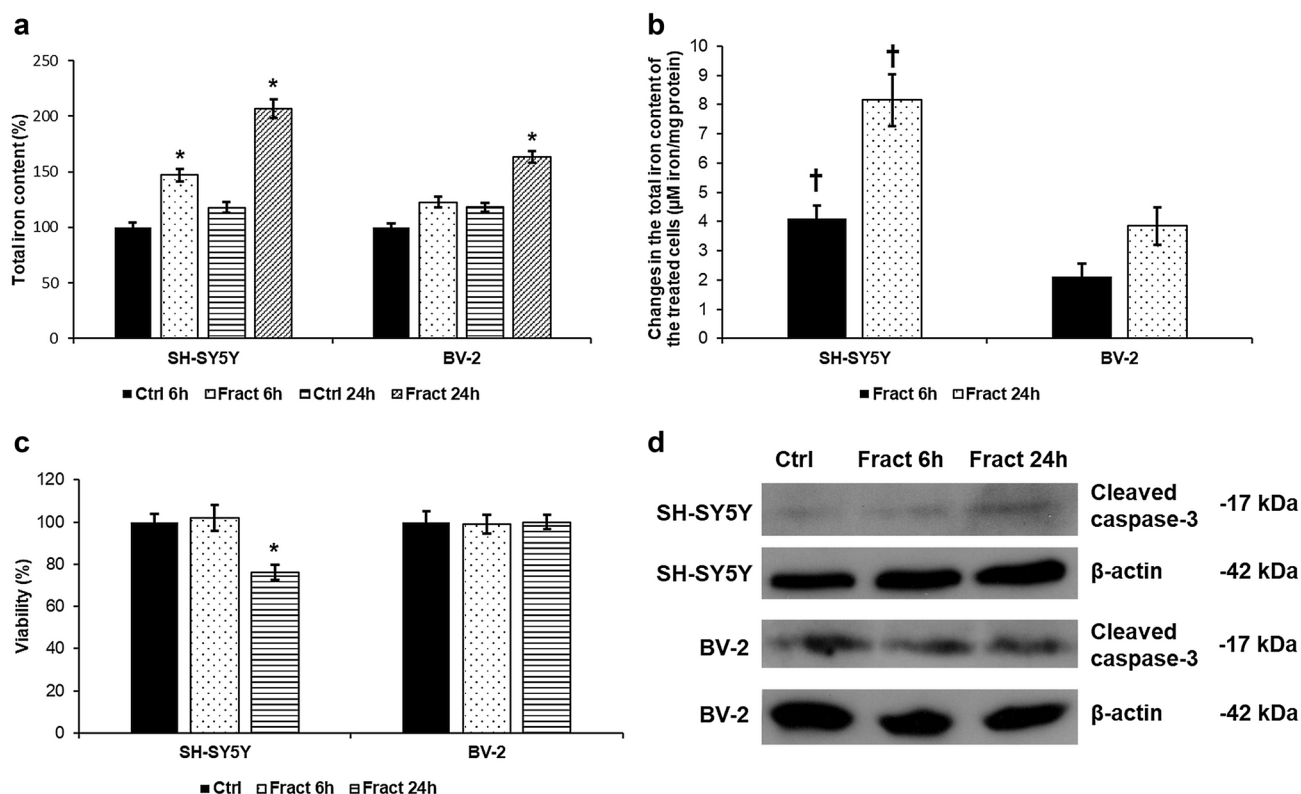 a
Total iron content (%)
250
200
150
100
50
0
*
*
*
SH-SY5Y
BV-2
Ctrl 6h
Fract 6h
Ctrl 24h
Fract 24h
b
Changes in the total iron content of
the treated cells (µM iron/mg protein)
10
9
8
7
6
5
4
3
2
1
0
†
†
SH-SY5Y
BV-2
Fract 6h
Fract 24h
c
Viability (%)
120
100
80
60
40
20
0
*
SH-SY5Y
BV-2
Ctrl
Fract 6h
Fract 24h
d
Ctrl Fract 6h Fract 24h
SH-SY5Y Cleaved caspase-3 -17 kDa
SH-SY5Y β-actin -42 kDa
BV-2 Cleaved caspase-3 -17 kDa
BV-2 β-actin -42 kDa